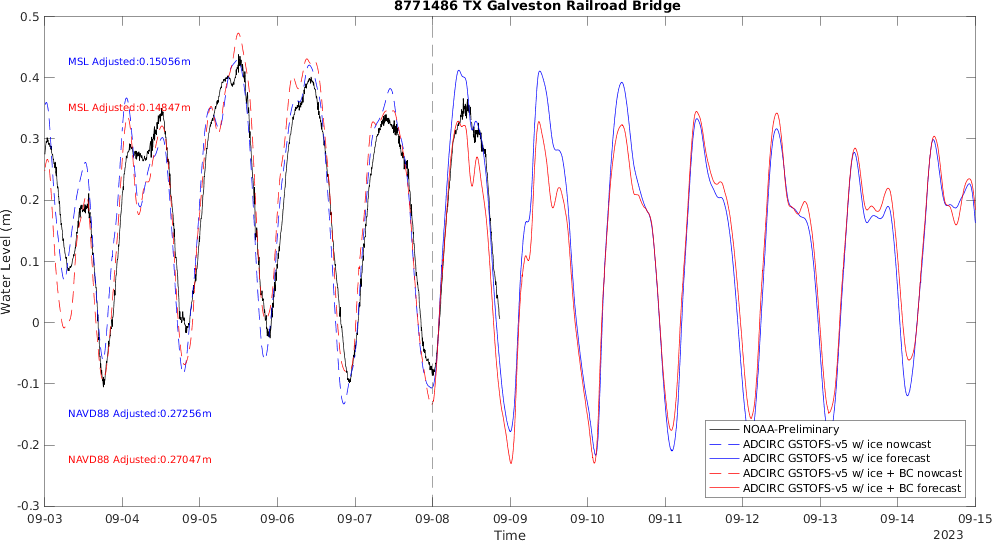 8771486 TX Galveston Railroad Bridge
0.5
0.4
0.3
0.2
0.1
0
-0.1
-0.2
-0.3
Water Level (m)
MSL Adjusted:0.15056m
MSL Adjusted:0.14847m
NAVD88 Adjusted:0.27256m
NAVD88 Adjusted:0.27047m
NOAA-Preliminary
ADCIRC GSTOFS-v5 w/ ice nowcast
ADCIRC GSTOFS-v5 w/ ice forecast
ADCIRC GSTOFS-v5 w/ ice + BC nowcast
ADCIRC GSTOFS-v5 w/ ice + BC forecast
09-03 09-04 09-05 09-06 09-07 09-08 09-09 09-10 09-11 09-12 09-13 09-14 09-15
Time
2023